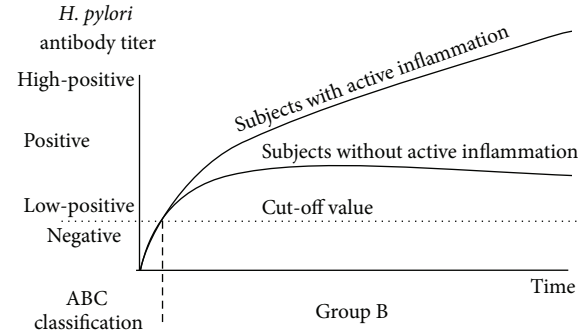 H. pylori
antibody titer
High-positive
Subjects with active inflammation
Positive
Subjects without active inflammation
Low-positive
Cut-off value
Negative
Time
ABC
classification
Group B